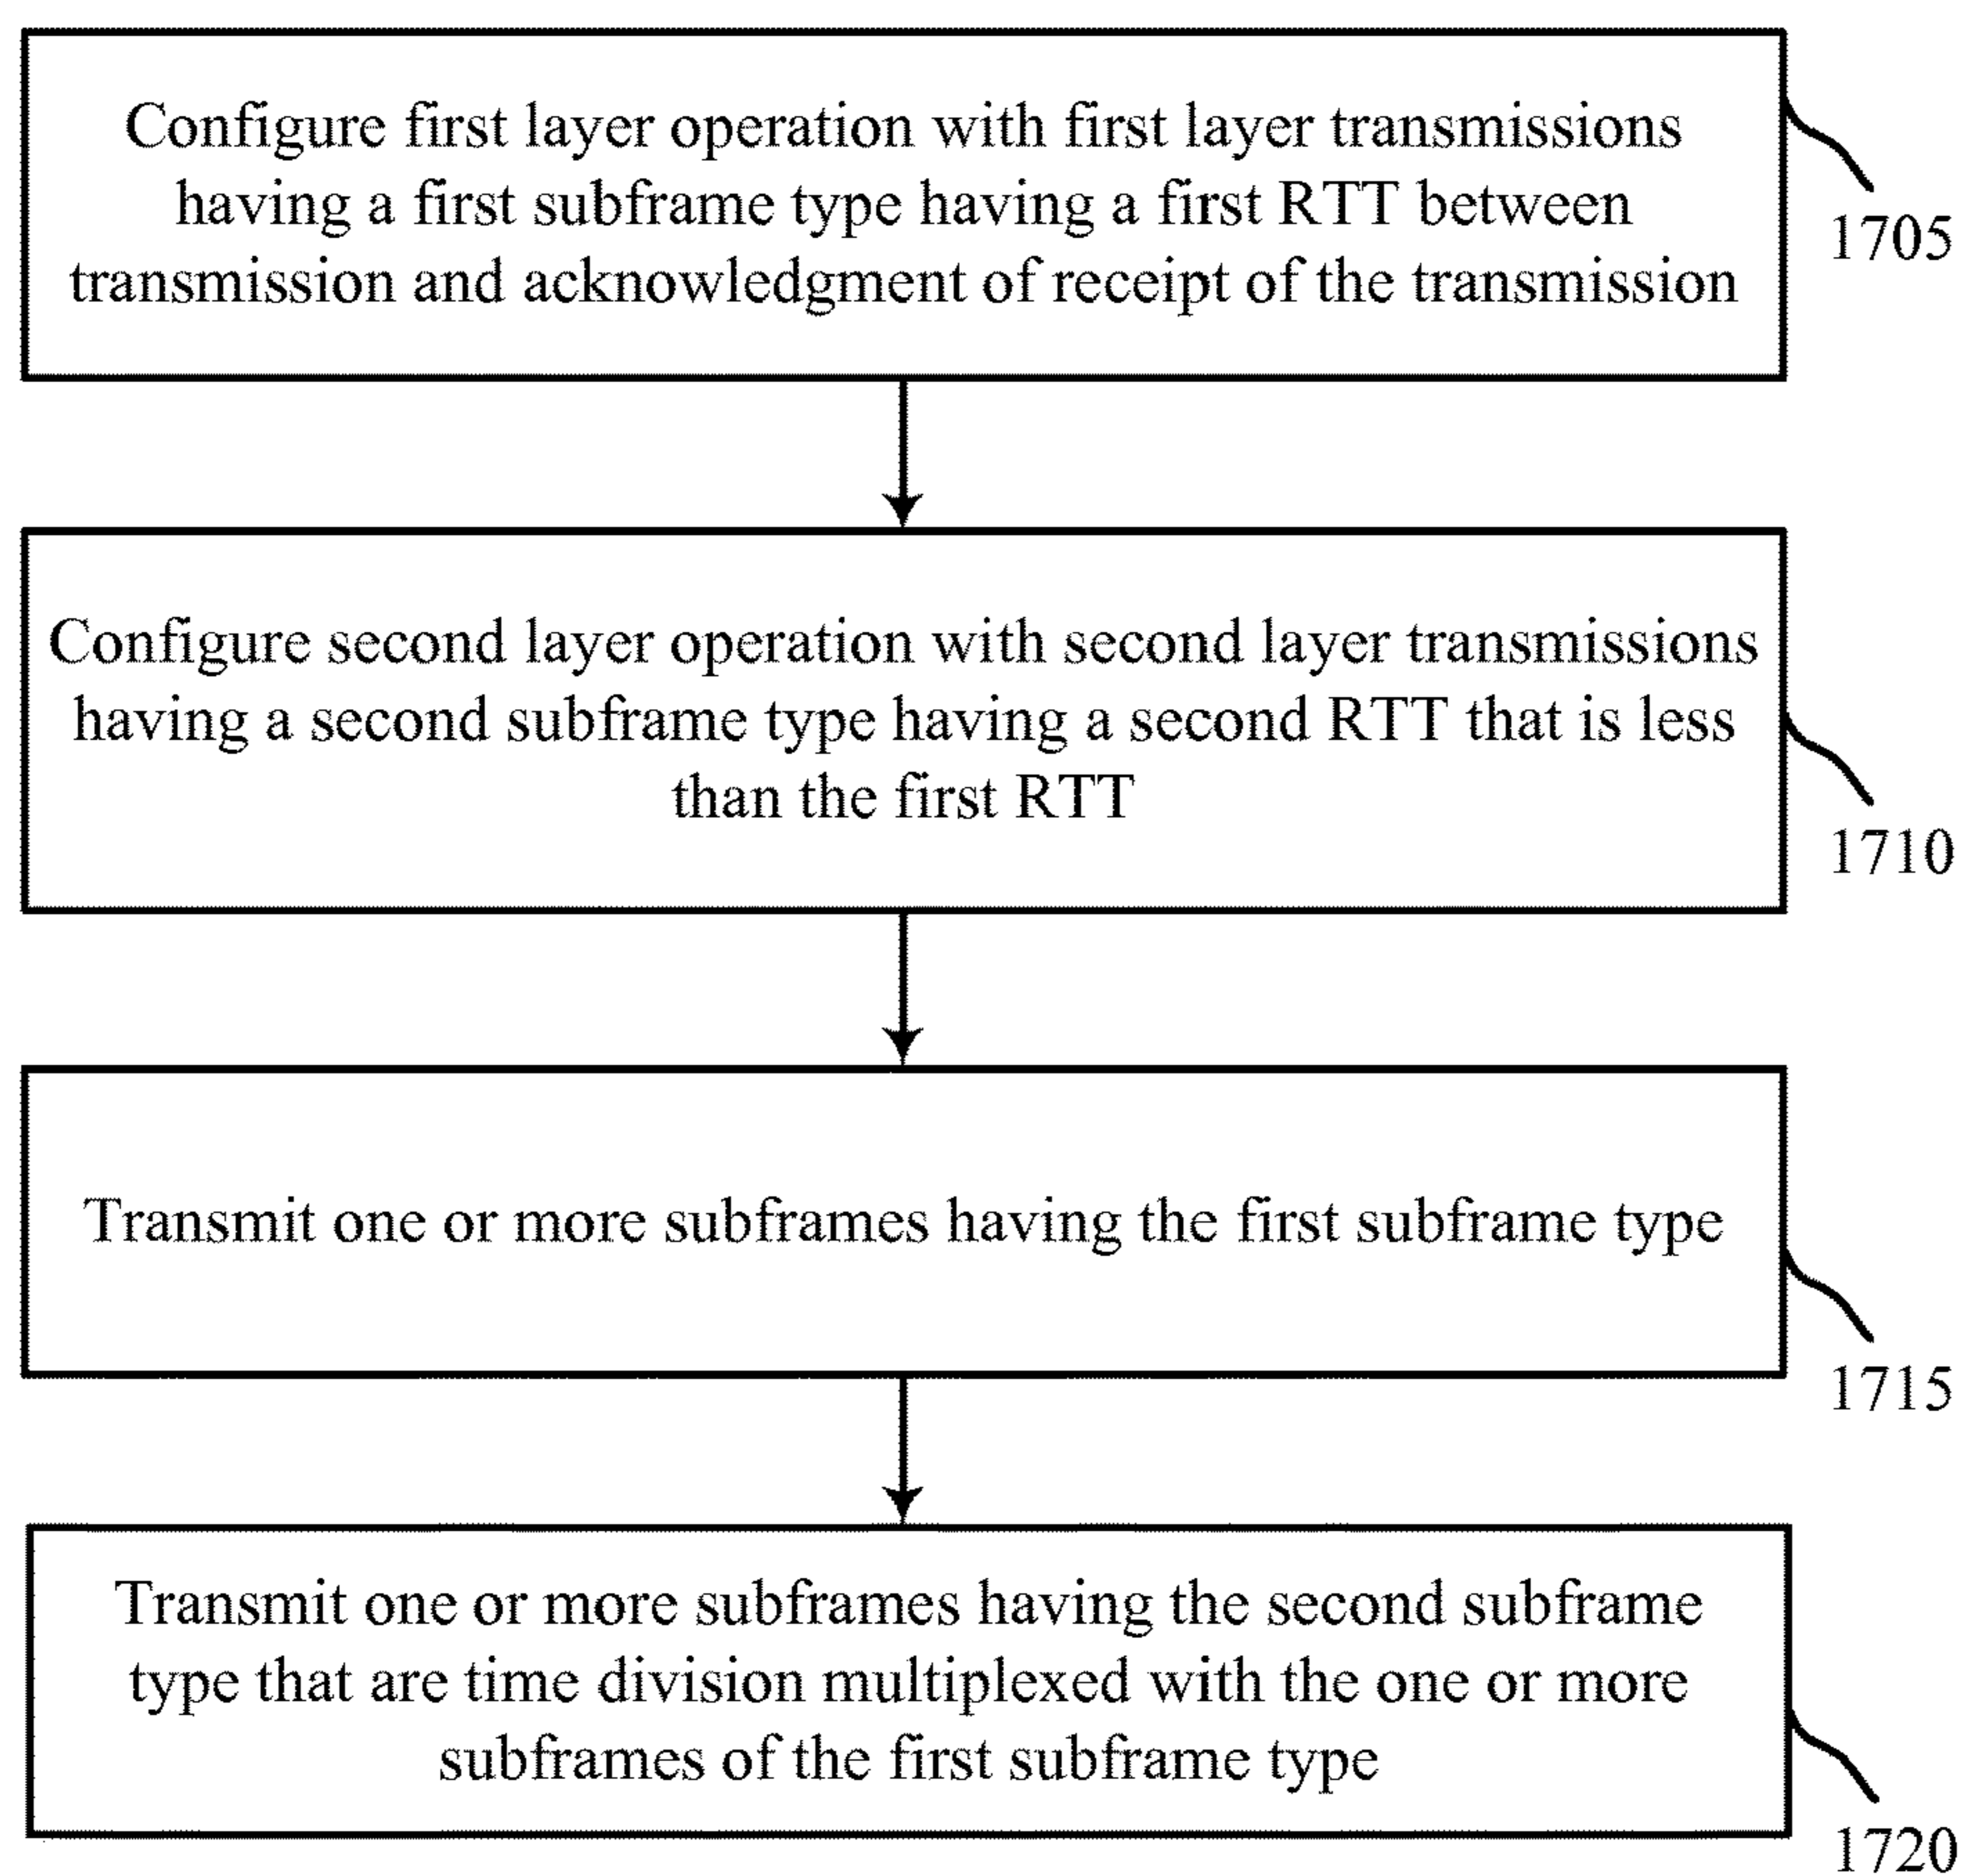 Configure first layer operation with first layer transmissions
having a first subframe type having a first RTT between
transmission and acknowledgment of receipt of the transmission
1705
Configure second layer operation with second layer transmissions
having a second subframe type having a second RTT that is less
than the first RTT
1710
Transmit one or more subframes having the first subframe type
1715
Transmit one or more subframes having the second subframe
type that are time division multiplexed with the one or more
subframes of the first subframe type
1720